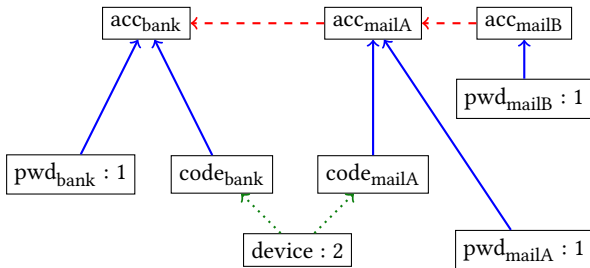 acc_bank
acc_mailA
acc_mailB
pwd_mailB : 1
pwd_bank : 1
code_bank
code_mailA
device : 2
pwd_mailA : 1